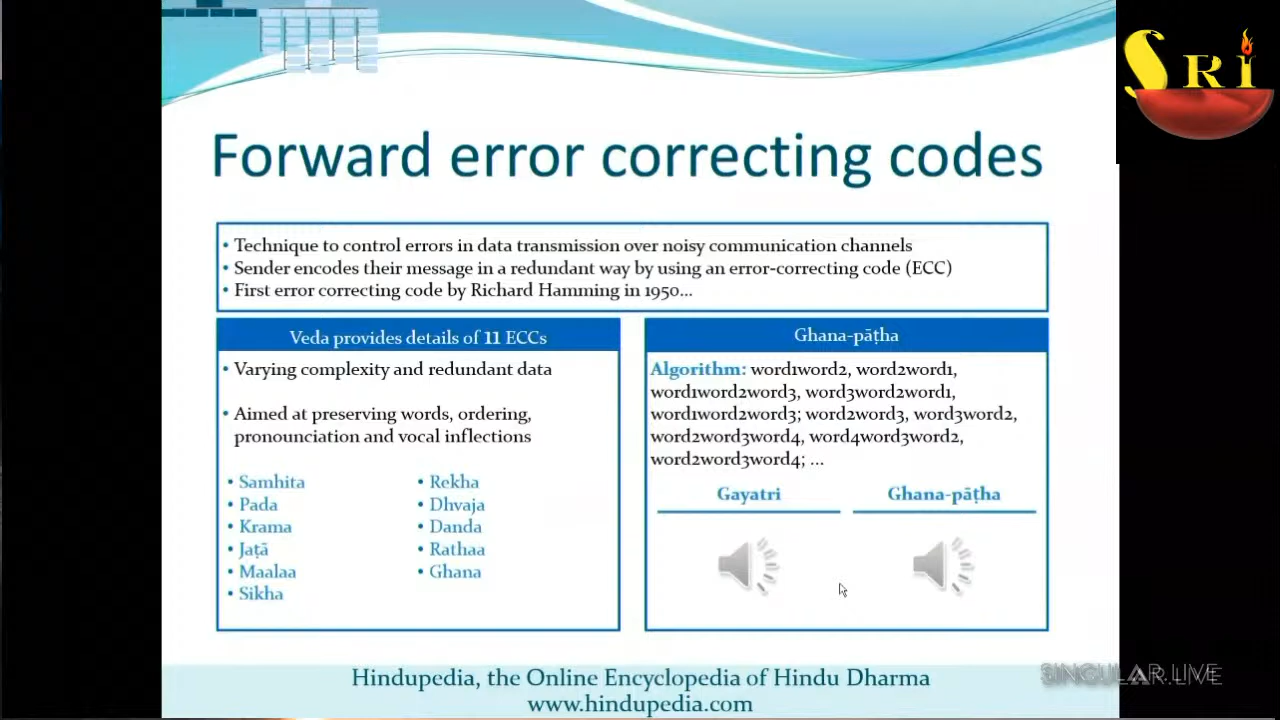 SRi
Forward error correcting codes
• Technique to control errors in data transmission over noisy communication channels
• Sender encodes their message in a redundant way by using an error-correcting code (ECC)
• First error correcting code by Richard Hamming in 1950...
Veda provides details of 11 ECCs
• Varying complexity and redundant data
• Aimed at preserving words, ordering,
pronounciation and vocal inflections
• Samhita
• Pada
• Krama
• Jaṭā
• Maalaa
• Sikha
• Rekha
• Dhvaja
• Danda
• Rathaa
• Ghana
Ghana-pāṭha
Algorithm: word1word2, word2word1,
word1word2word3, word3word2word1,
word1word2word3; word2word3, word3word2,
word2word3word4, word4word3word2,
word2word3word4; ...
Gayatri
Ghana-pāṭha
Hindupedia, the Online Encyclopedia of Hindu Dharma
www.hindupedia.com
SINGULAR.LIVE